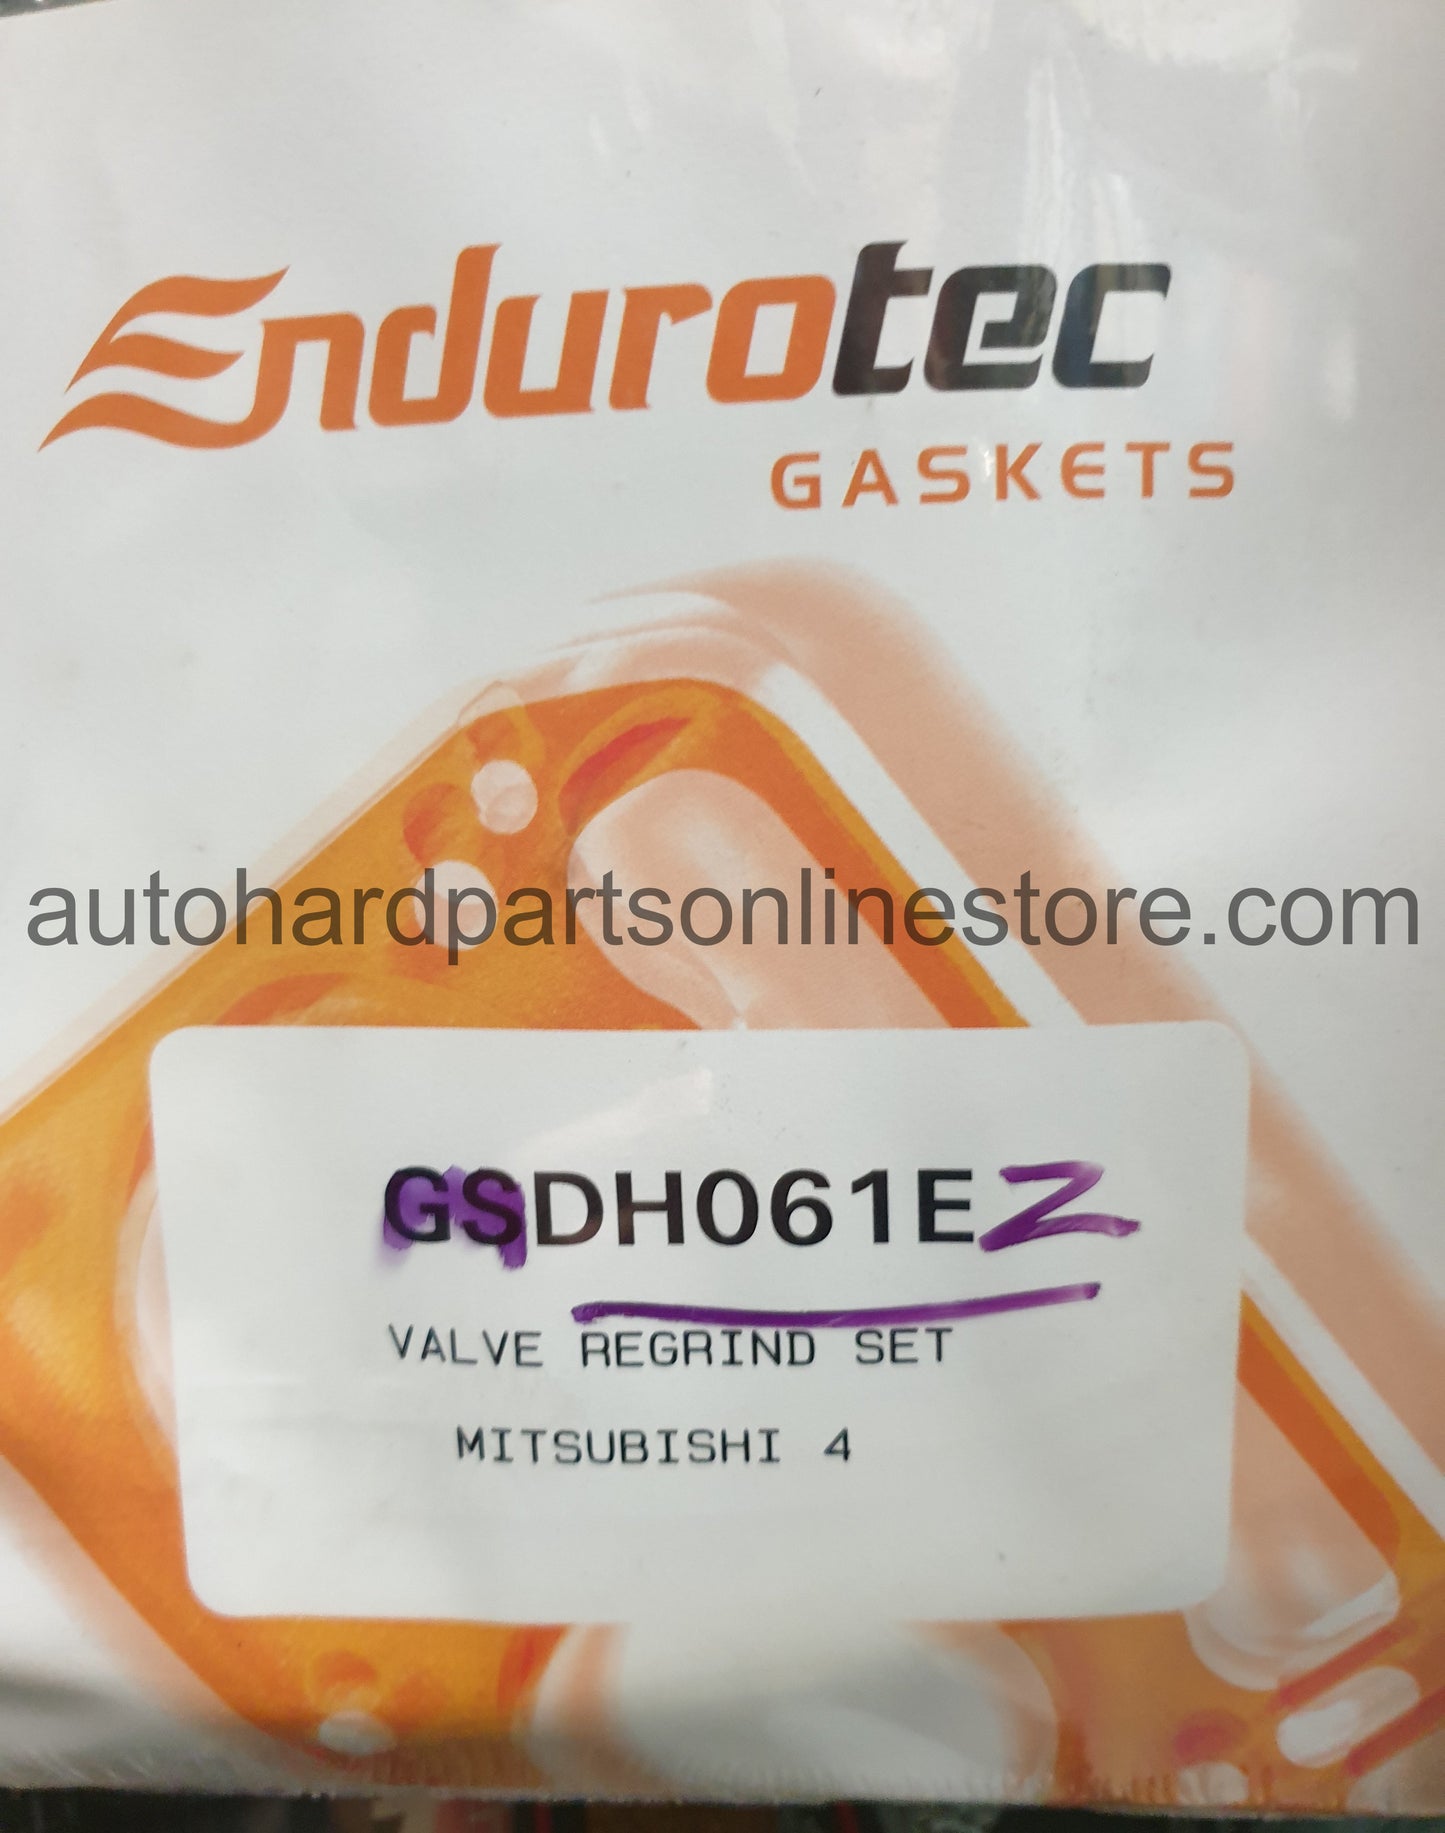 Endurotec
GASKETS
autohardpartsonlinestore.com
GSDH061EZ
VALVE REGRIND SET
MITSUBISHI 4